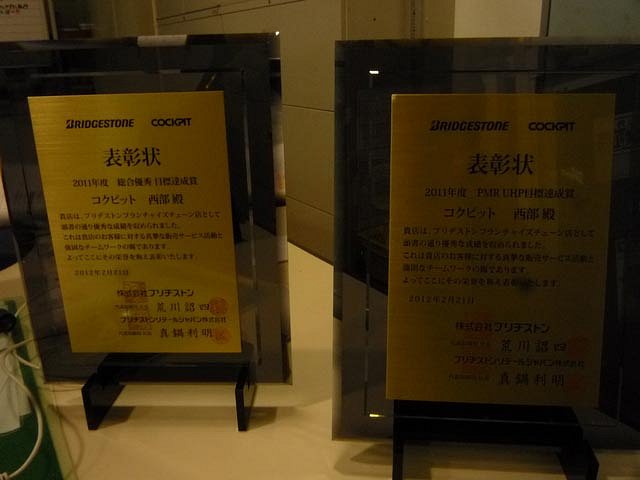 BRIDGESTONE COCKPIT
表彰状
2011年度 総合優秀目標達成賞
コクピット 西部殿
貴店は、ブリヂストンフランチャイズチェーン店として
頭書の通り優秀な成績を収められました。
これは貴店のお客様に対する真摯な販売サービス活動と
強固なチームワークの賜であります。
よってここにその栄誉を称え表彰いたします。
2012年2月21日
株式会社ブリヂストン
荒川詔四
ブリヂストンリテールジャパン株式会社
真鍋利明
BRIDGESTONE COCKPIT
表彰状
2011年度 PMR UHP目標達成賞
コクピット 西部殿
貴店は、ブリヂストンフランチャイズチェーン店として
頭書の通り優秀な成績を収められました。
これは貴店のお客様に対する真摯な販売サービス活動と
強固なチームワークの賜であります。
よってここにその栄誉を称え表彰いたします。
2012年2月21日
株式会社ブリヂストン
荒川詔四
ブリヂストンリテールジャパン株式会社
真鍋利明